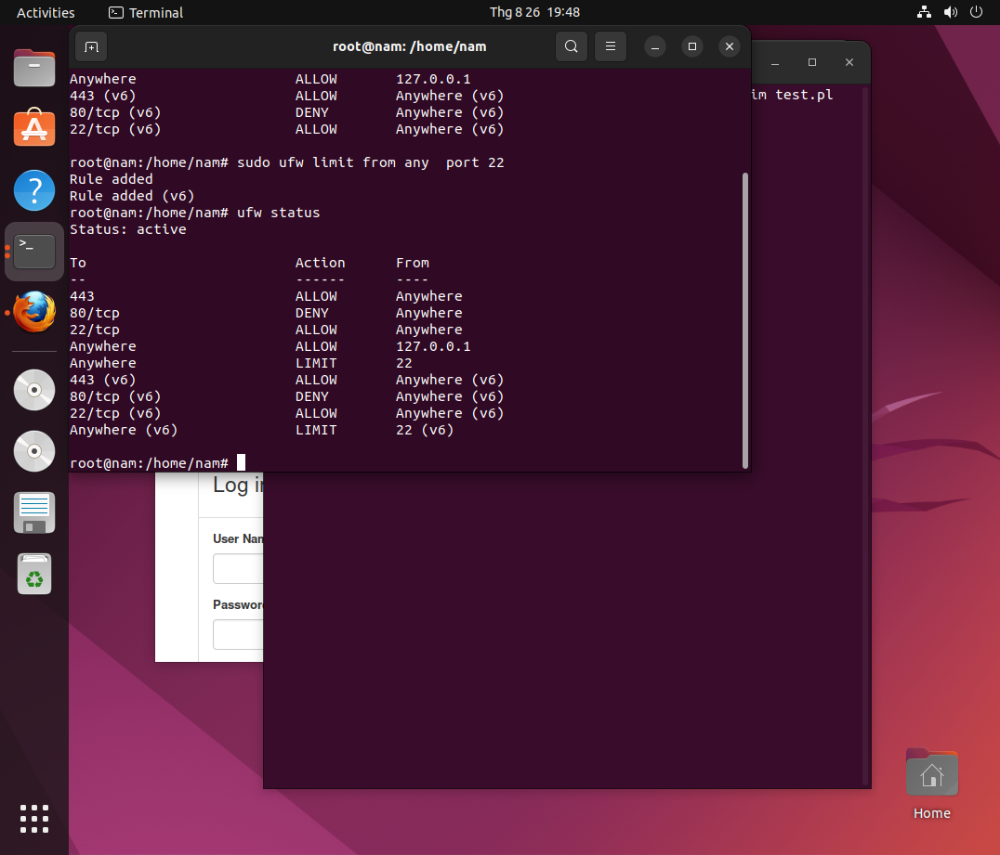 Activities Terminal Thg 8 26 19:48
root@nam: /home/nam
Anywhere ALLOW 127.0.0.1
443 (v6) ALLOW Anywhere (v6)
80/tcp (v6) DENY Anywhere (v6)
22/tcp (v6) ALLOW Anywhere (v6)
root@nam:/home/nam# sudo ufw limit from any  port 22
Rule added
Rule added (v6)
root@nam:/home/nam# ufw status
Status: active
To Action From
-- ------ ----
443 ALLOW Anywhere
80/tcp DENY Anywhere
22/tcp ALLOW Anywhere
Anywhere ALLOW 127.0.0.1
Anywhere LIMIT 22
443 (v6) ALLOW Anywhere (v6)
80/tcp (v6) DENY Anywhere (v6)
22/tcp (v6) ALLOW Anywhere (v6)
Anywhere (v6) LIMIT 22 (v6)
root@nam:/home/nam#
im test.pl
Log in
User Nam
Password
Home